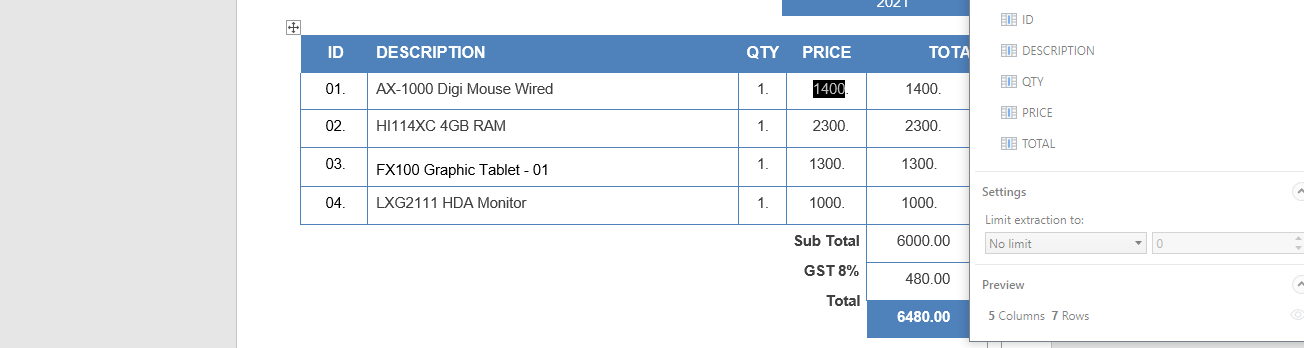 2021
ID DESCRIPTION QTY PRICE TOTA
01. AX-1000 Digi Mouse Wired 1. 1400. 1400.
02. HI114XC 4GB RAM 1. 2300. 2300.
03. FX100 Graphic Tablet - 01 1. 1300. 1300.
04. LXG2111 HDA Monitor 1. 1000. 1000.
Sub Total 6000.00
GST 8% 480.00
Total 6480.00
ID
DESCRIPTION
QTY
PRICE
TOTAL
Settings
Limit extraction to:
No limit 0
Preview
5 Columns 7 Rows